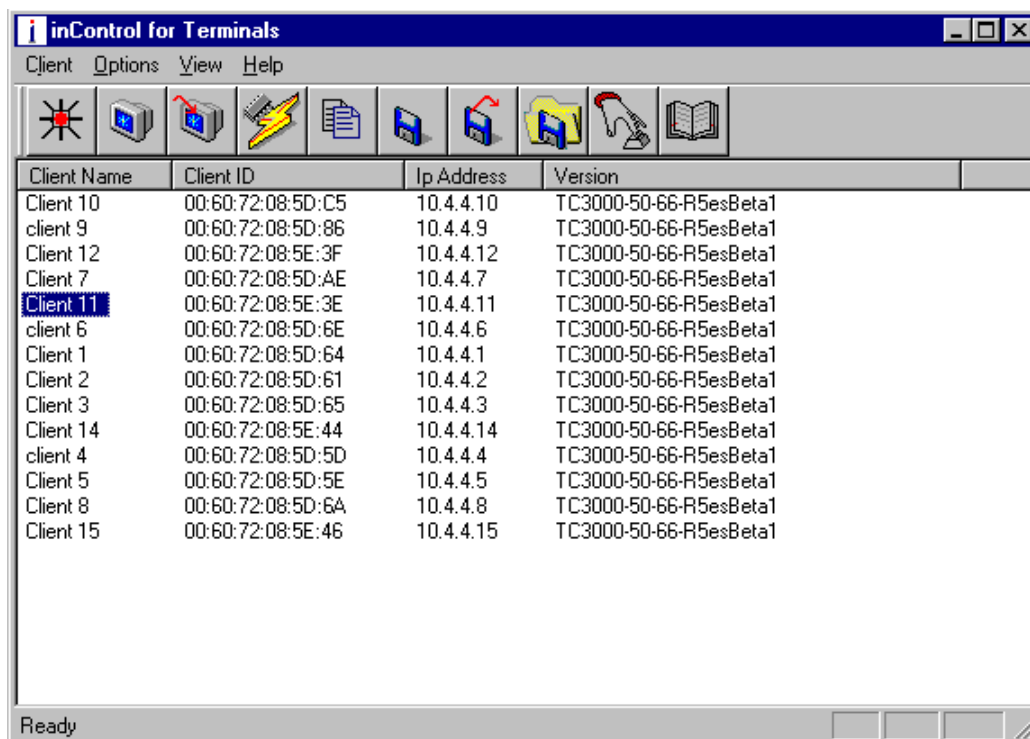 inControl for Terminals
Client Options View Help
Client Name Client ID Ip Address Version
Client 10 00:60:72:08:5D:C5 10.4.4.10 TC3000-50-66-R5esBeta1
client 9 00:60:72:08:5D:86 10.4.4.9 TC3000-50-66-R5esBeta1
Client 12 00:60:72:08:5E:3F 10.4.4.12 TC3000-50-66-R5esBeta1
Client 7 00:60:72:08:5D:AE 10.4.4.7 TC3000-50-66-R5esBeta1
Client 11 00:60:72:08:5E:3E 10.4.4.11 TC3000-50-66-R5esBeta1
client 6 00:60:72:08:5D:6E 10.4.4.6 TC3000-50-66-R5esBeta1
Client 1 00:60:72:08:5D:64 10.4.4.1 TC3000-50-66-R5esBeta1
Client 2 00:60:72:08:5D:61 10.4.4.2 TC3000-50-66-R5esBeta1
Client 3 00:60:72:08:5D:65 10.4.4.3 TC3000-50-66-R5esBeta1
Client 14 00:60:72:08:5E:44 10.4.4.14 TC3000-50-66-R5esBeta1
client 4 00:60:72:08:5D:5D 10.4.4.4 TC3000-50-66-R5esBeta1
Client 5 00:60:72:08:5D:5E 10.4.4.5 TC3000-50-66-R5esBeta1
Client 8 00:60:72:08:5D:6A 10.4.4.8 TC3000-50-66-R5esBeta1
Client 15 00:60:72:08:5E:46 10.4.4.15 TC3000-50-66-R5esBeta1
Ready